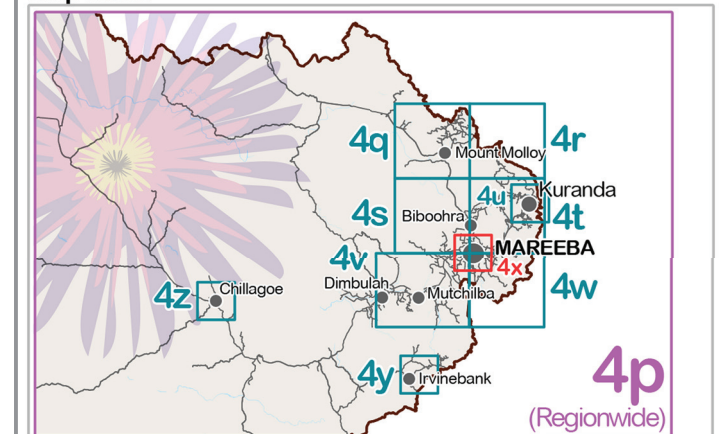 4q
4r
Mount Molloy
4u
Kuranda
4s
Biboohra
4t
MAREEBA
4v
4x
Dimbulah
Mutchilba
4w
4z
Chillagoe
4y
Irvinebank
4p
(Regionwide)